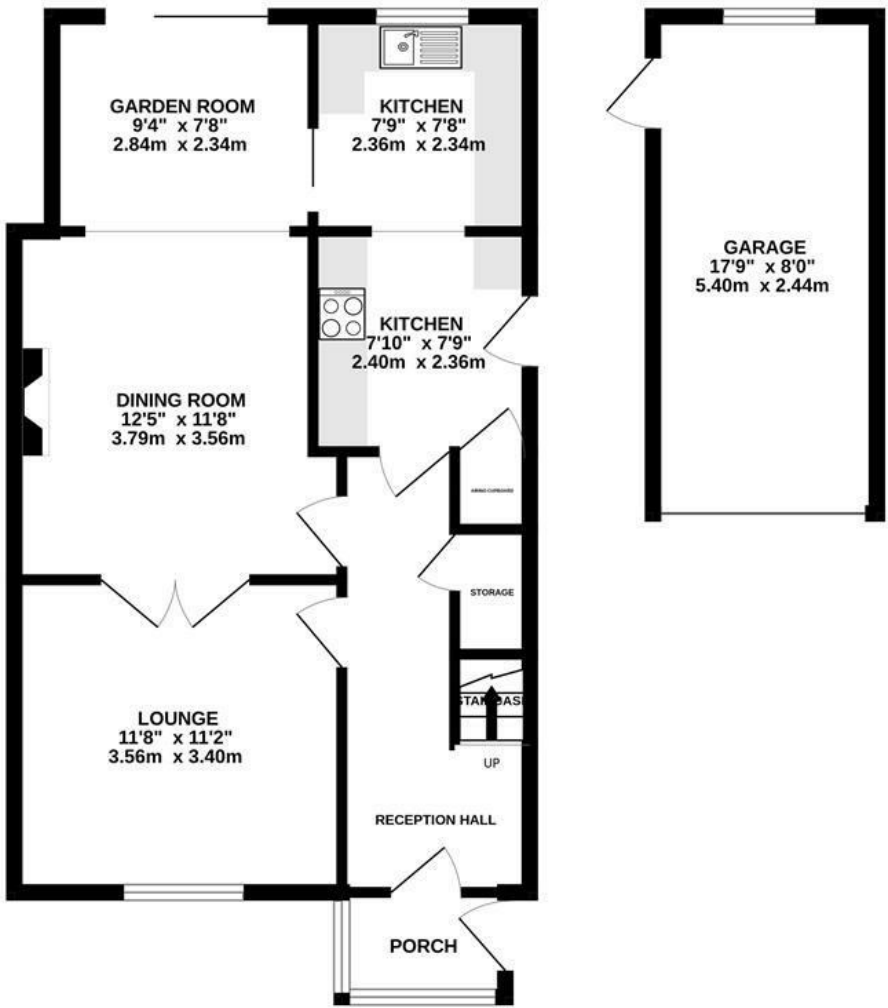 GARDEN ROOM
9'4" x 7'8"
2.84m x 2.34m
KITCHEN
7'9" x 7'8"
2.36m x 2.34m
GARAGE
17'9" x 8'0"
5.40m x 2.44m
KITCHEN
7'10" x 7'9"
2.40m x 2.36m
DINING ROOM
12'5" x 11'8"
3.79m x 3.56m
AIRING CUPBOARD
STORAGE
LOUNGE
11'8" x 11'2"
3.56m x 3.40m
UP
RECEPTION HALL
PORCH